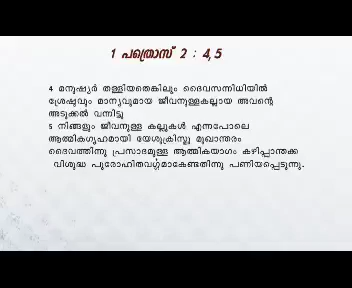 1 പത്രൊസ് 2 : 4,5
4 മനുഷ്യർ തള്ളിയതെങ്കിലും ദൈവസന്നിധിയിൽ
ശ്രേഷ്ഠവും മാന്യവുമായ ജീവനുള്ളകല്ലായ അവന്റെ
അടുക്കൽ വന്നിട്ടു
5 നിങ്ങളും ജീവനുള്ള കല്ലുകൾ എന്നപോലെ
ആത്മികഗൃഹമായി യേശുക്രിസ്തു മുഖാന്തരം
ദൈവത്തിന്നു പ്രസാദമുള്ള ആത്മികയാഗം കഴിപ്പാന്തക്ക
വിശുദ്ധ പുരോഹിതവർഗ്ഗമാകേണ്ടതിന്നു പണിയപ്പെടുന്നു.